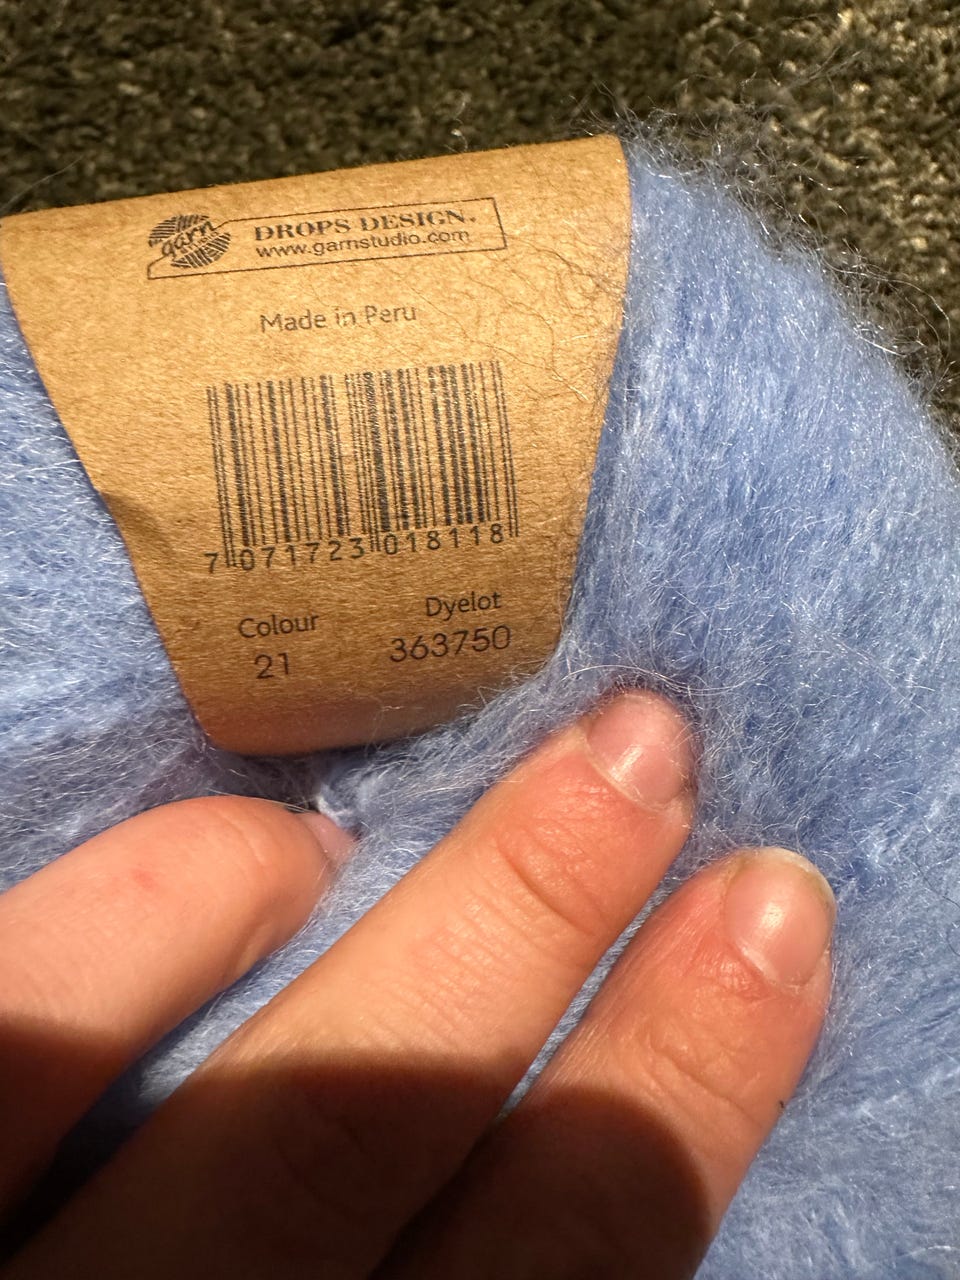 garn
DROPS DESIGN®
www.garnstudio.com
Made in Peru
7 071723 018118
Colour Dyelot
21 363750